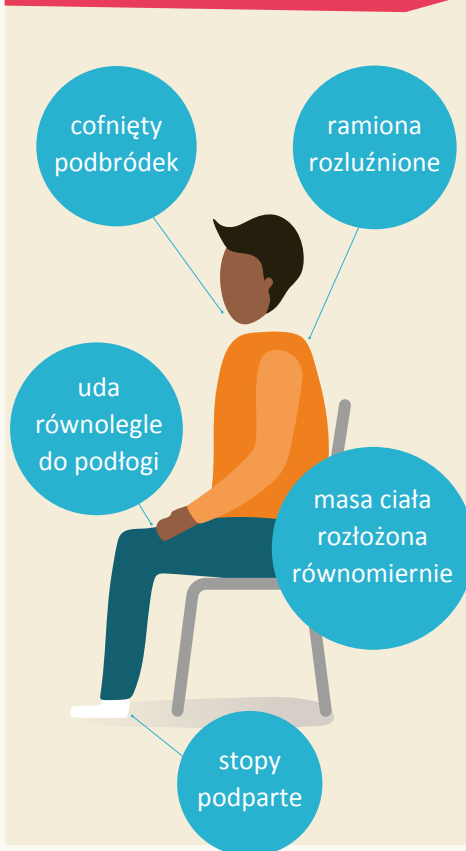 cofnięty
podbródek
ramiona
rozluźnione
uda
równolegle
do podłogi
masa ciała
rozłożona
równomiernie
stopy
podparte